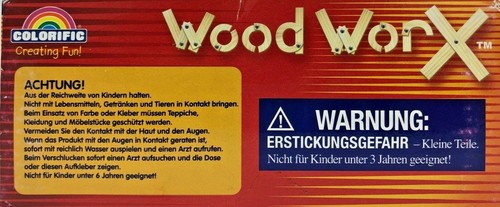 COLORIFIC
Creating Fun!
Wood WorX™
ACHTUNG!
Aus der Reichweite von Kindern halten.
Nicht mit Lebensmitteln, Getränken und Tieren in Kontakt bringen.
Beim Einsatz von Farbe oder Kleber müssen Teppiche,
Kleidung und Möbelstücke geschützt werden.
Vermeiden Sie den Kontakt mit der Haut und den Augen.
Wenn das Produkt mit den Augen in Kontakt geraten ist,
sofort mit reichlich Wasser auspielen und einen Arzt aufrufen.
Beim Verschlucken sofort einen Arzt aufsuchen und die Dose
oder diesen Aufkleber zeigen.
Nicht für Kinder unter 6 Jahren geeignet!
WARNUNG:
ERSTICKUNGSGEFAHR – Kleine Teile.
Nicht für Kinder unter 3 Jahren geeignet!